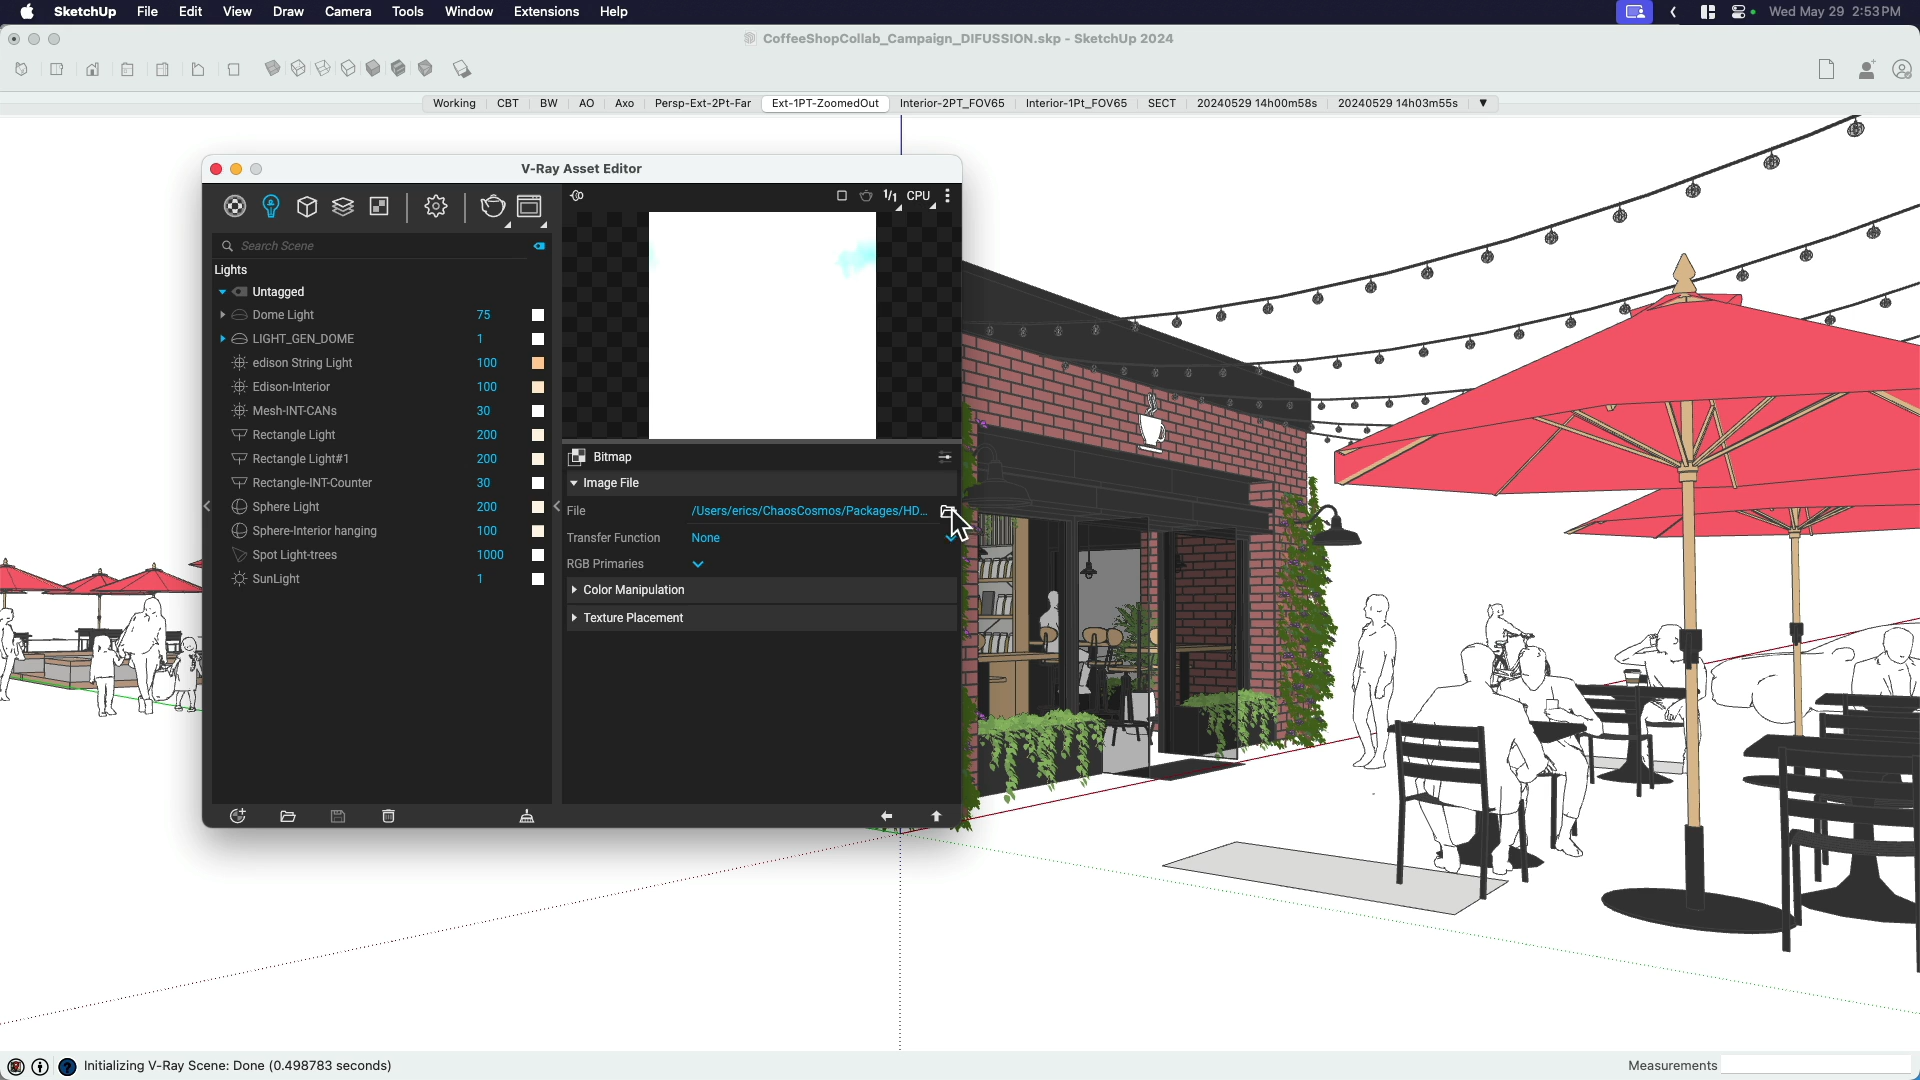 SketchUp File Edit View Draw Camera Tools Window Extensions Help Wed May 29 2:53 PM
CoffeeShopCollab_Campaign_DIFUSSION.skp - SketchUp 2024
Working CBT BW AO Axo Persp-Ext-2Pt-Far Ext-1PT-ZoomedOut Interior-2PT_FOV65 Interior-1Pt_FOV65 SECT 20240529 14h00m58s 20240529 14h03m55s
V-Ray Asset Editor
1/1 CPU
Search Scene
Lights
Untagged
Dome Light 75
LIGHT_GEN_DOME 1
edison String Light 100
Edison-Interior 100
Mesh-INT-CANs 30
Rectangle Light 200
Rectangle Light#1 200
Rectangle-INT-Counter 30
Sphere Light 200
Sphere-Interior hanging 100
Spot Light-trees 1000
SunLight 1
Bitmap
Image File
File /Users/erics/ChaosCosmos/Packages/HD...
Transfer Function None
RGB Primaries
Color Manipulation
Texture Placement
Initializing V-Ray Scene: Done (0.498783 seconds)
Measurements